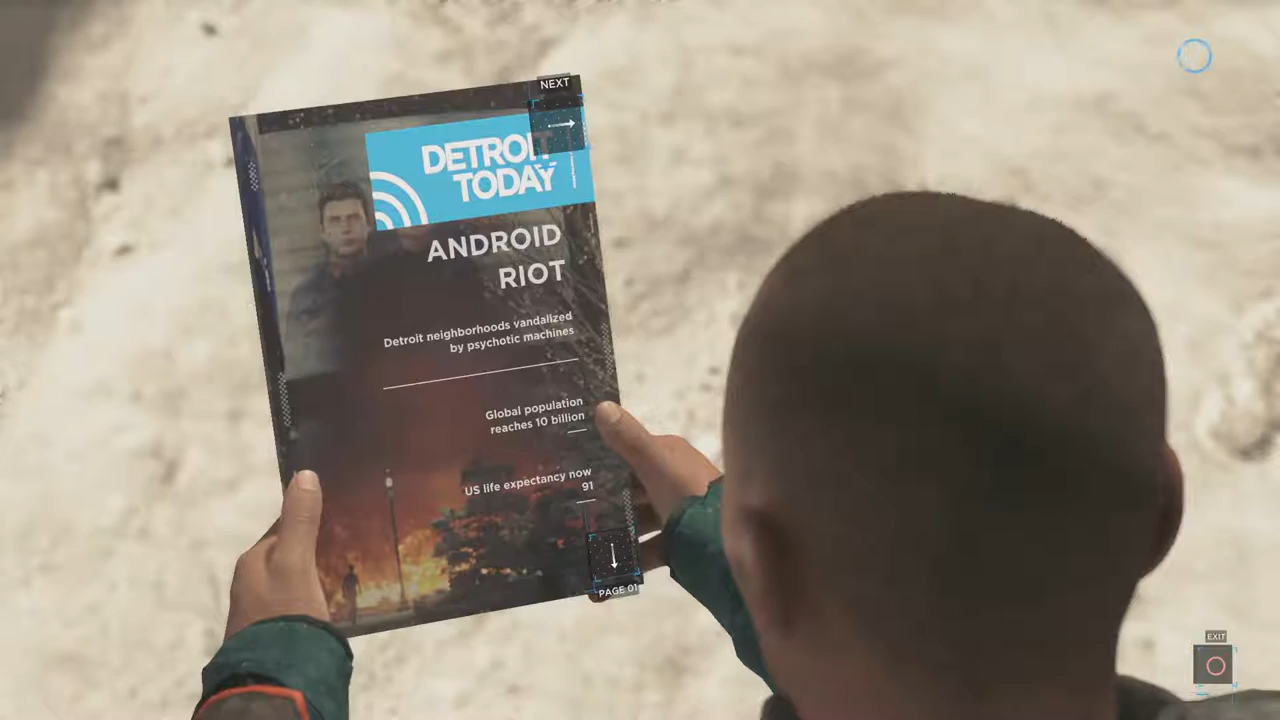 NEXT
DETROIT
TODAY
ANDROID
RIOT
Detroit neighborhoods vandalized
by psychotic machines
Global population
reaches 10 billion
US life expectancy now
91
PAGE 01
EXIT